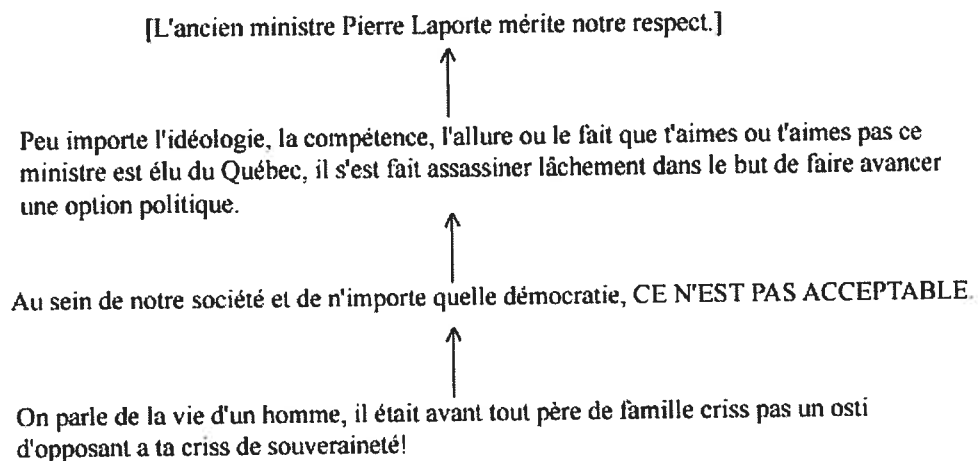 [L'ancien ministre Pierre Laporte mérite notre respect.]
Peu importe l'idéologie, la compétence, l'allure ou le fait que t'aimes ou t'aimes pas ce
ministre est élu du Québec, il s'est fait assassiner lâchement dans le but de faire avancer
une option politique.
Au sein de notre société et de n'importe quelle démocratie, CE N'EST PAS ACCEPTABLE.
On parle de la vie d'un homme, il était avant tout père de famille criss pas un osti
d'opposant a ta criss de souveraineté!